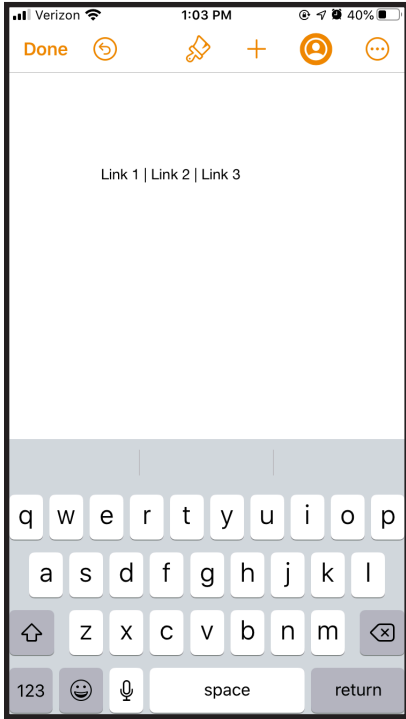 Verizon 1:03 PM 40%
Done
Link 1 | Link 2 | Link 3
q w e r t y u i o p
a s d f g h j k l
z x c v b n m
123 space return